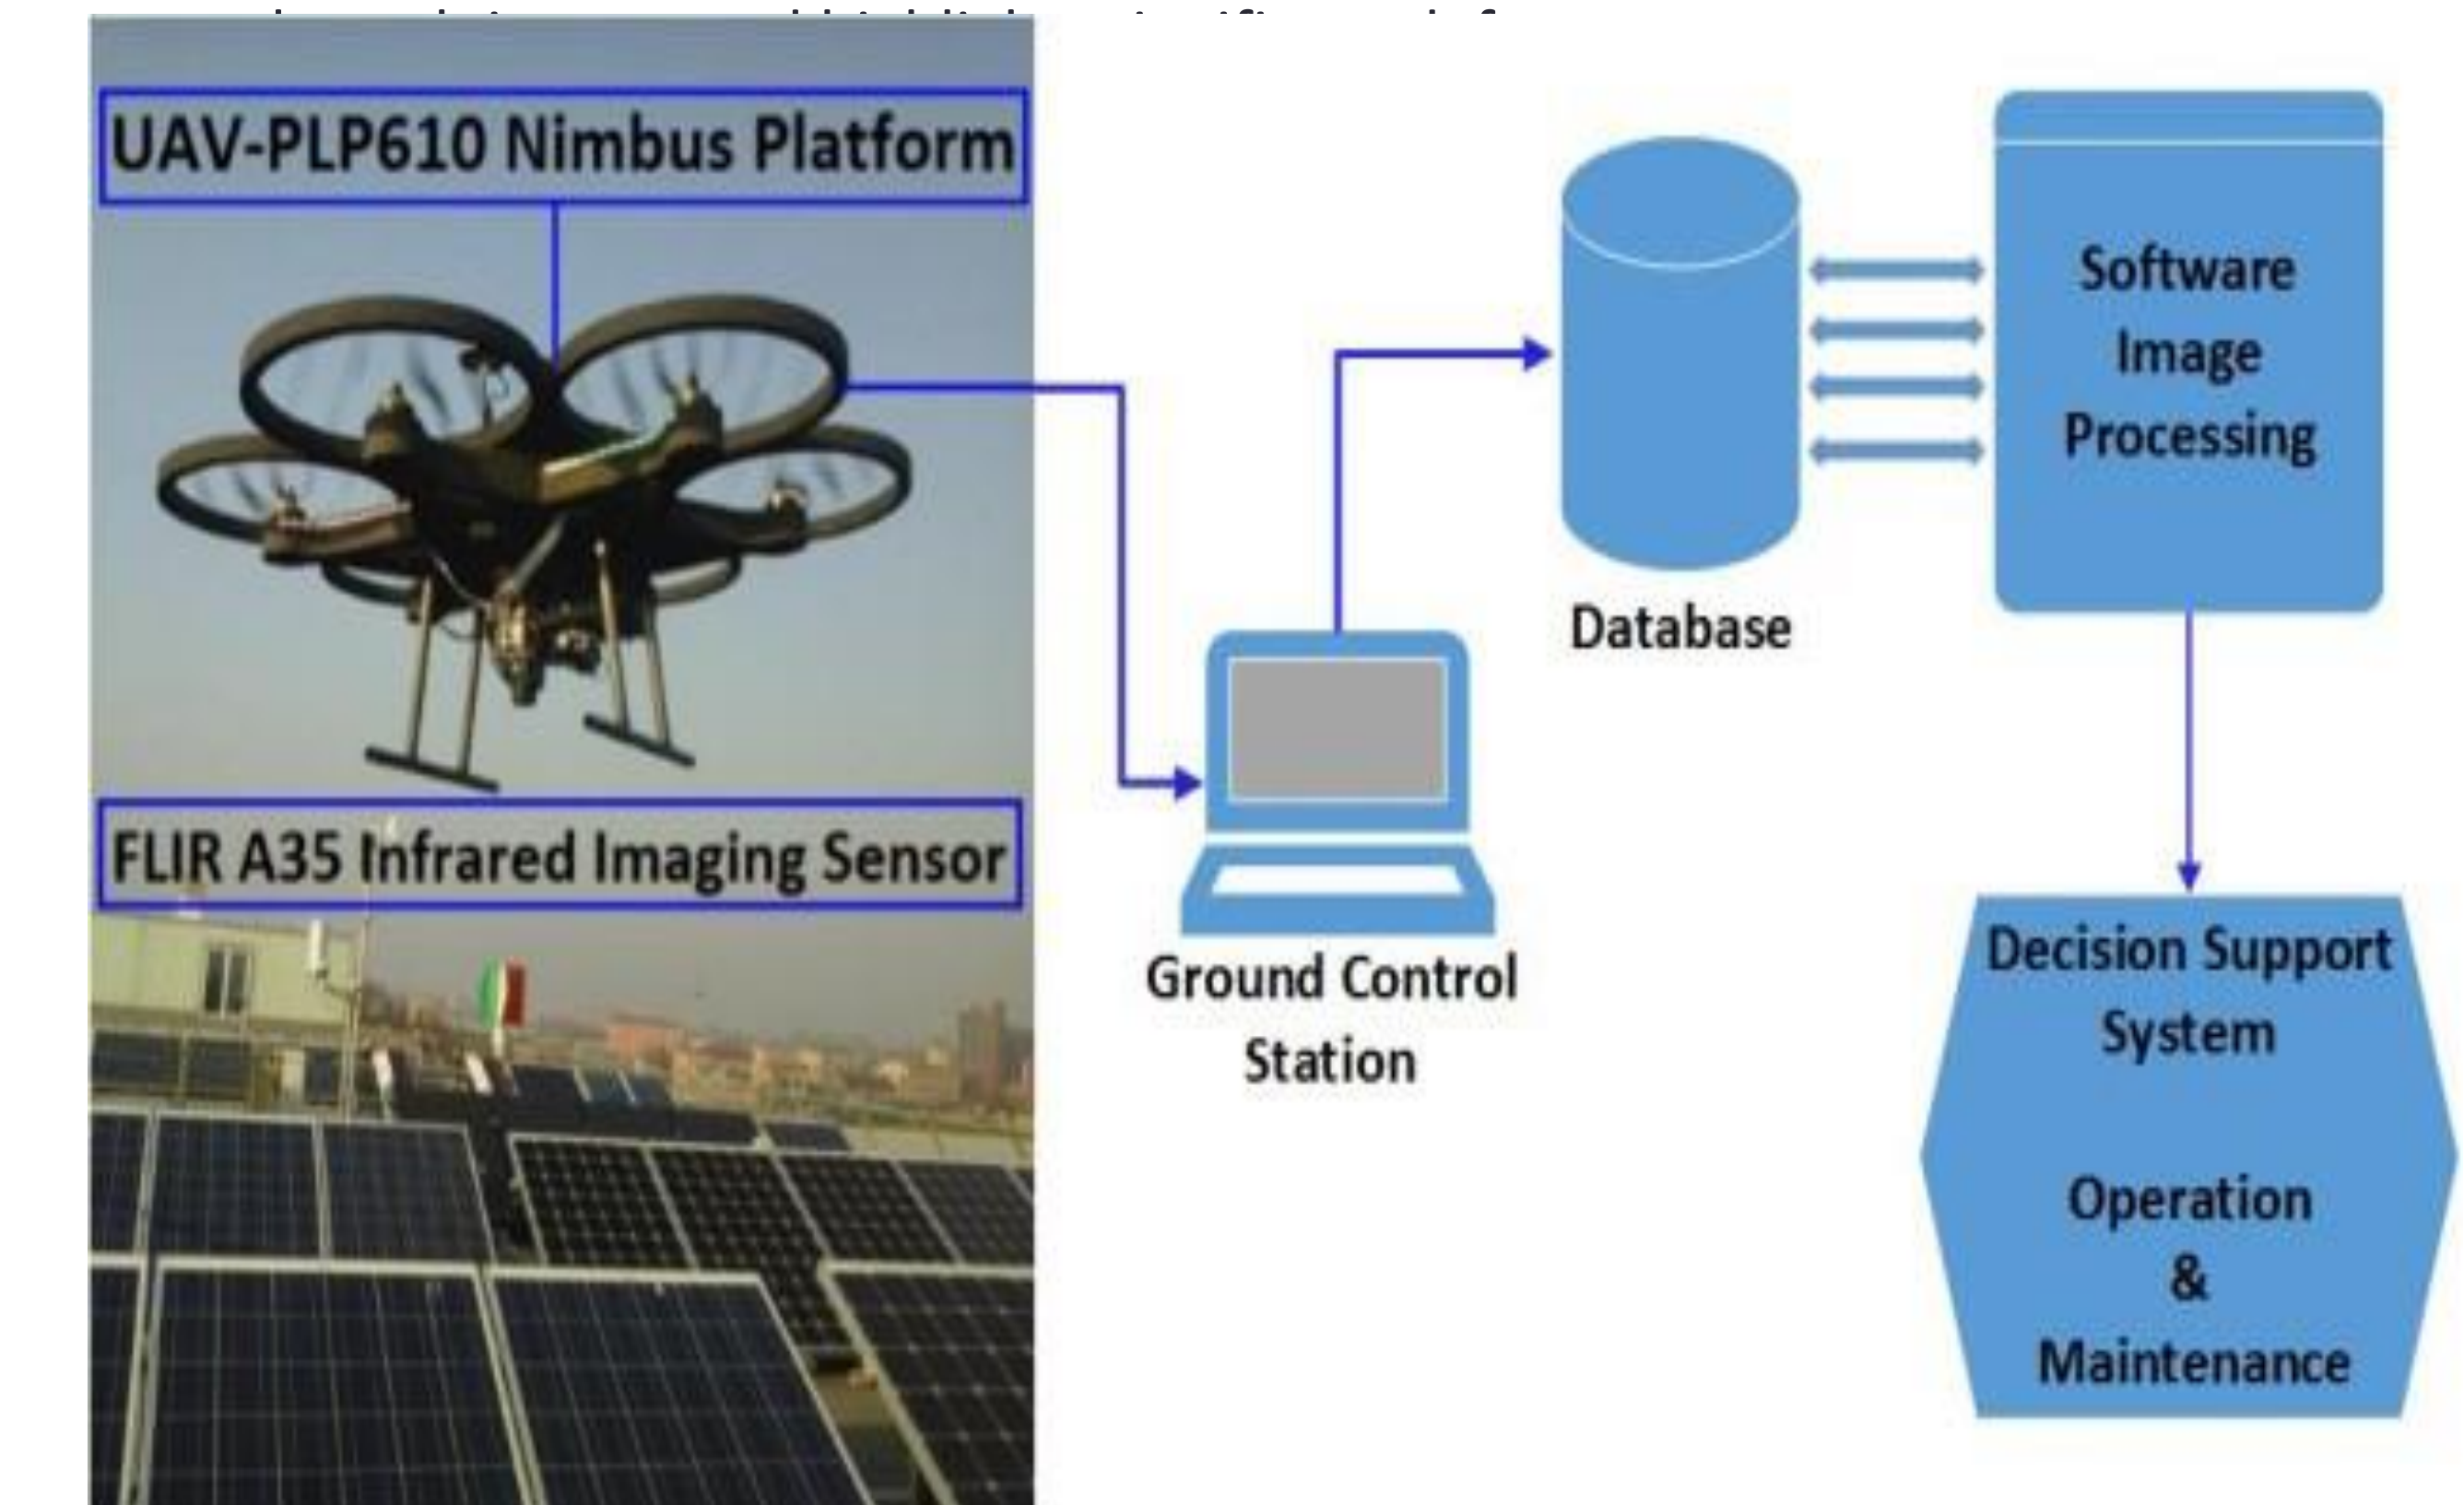 UAV-PLP610 Nimbus Platform
FLIR A35 Infrared Imaging Sensor
Ground Control
Station
Database
Software
Image
Processing
Decision Support
System
Operation
&
Maintenance